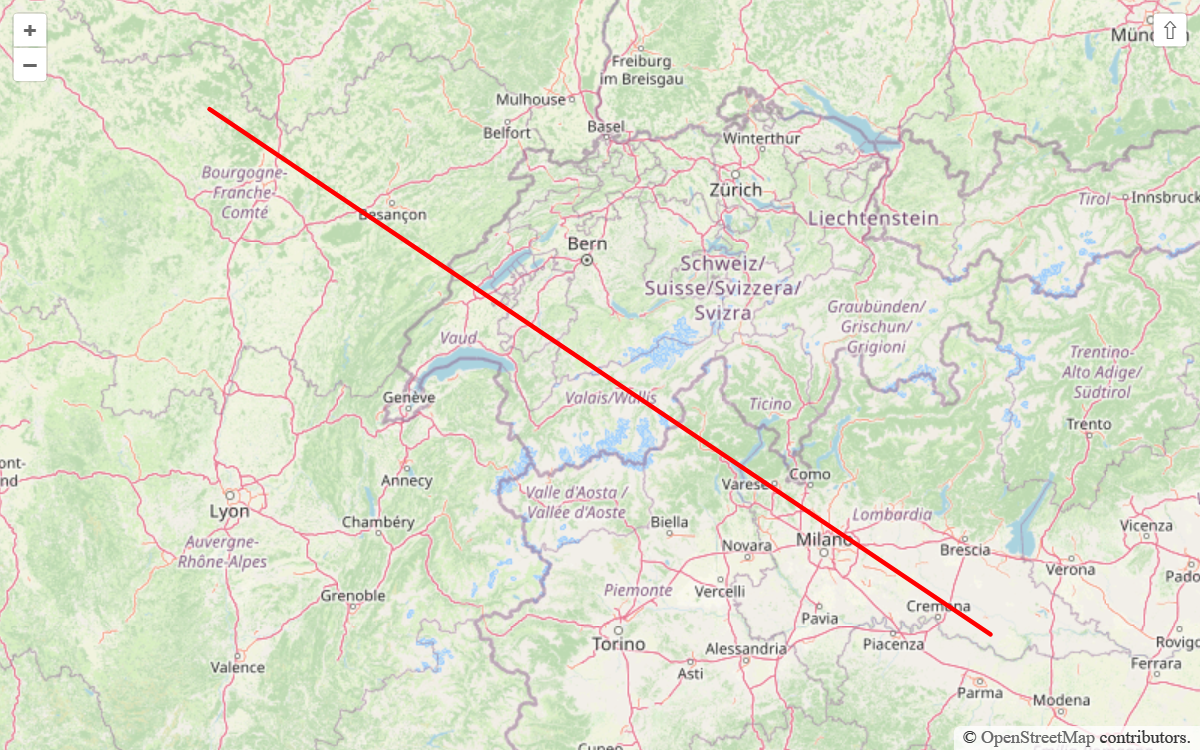 +
−
⇧
Mün
n
Freiburg
im Breisgau
Mulhouse
Belfort
Basel
Winterthur
Bourgogne-
Franche-
Comté
Zürich
Tirol
Innsbruck
Besançon
Liechtenstein
Bern
Schweiz/
Suisse/Svizzera/
Svizra
Graubünden/
Grischun/
Grigioni
Vaud
Trentino-
Alto Adige/
Südtirol
Genève
Valais/Wallis
Ticino
Trento
ont-
nd
Annecy
Varese
Como
Valle d'Aosta /
Vallée d'Aoste
Lyon
Chambéry
Biella
Lombardia
Vicenza
Auvergne-
Rhône-Alpes
Novara
Milano
Brescia
Verona
Pado
Grenoble
Piemonte
Vercelli
Cremona
Pavia
Torino
Piacenza
Rovigo
Valence
Alessandria
Asti
Ferrara
Parma
Modena
Cuneo
© OpenStreetMap contributors.